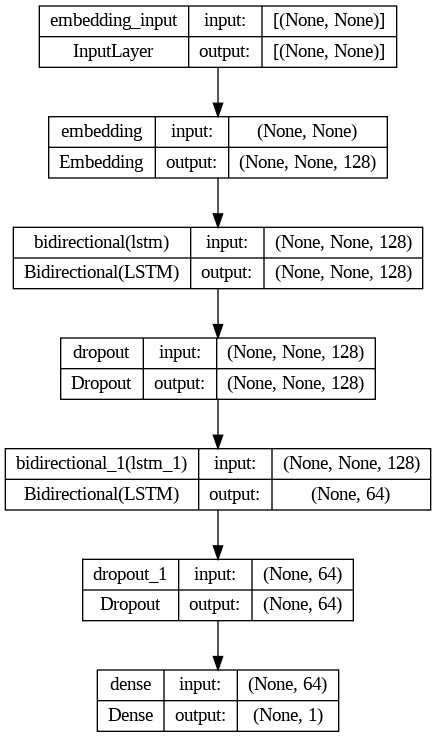 embedding_input input: [(None, None)]
InputLayer output: [(None, None)]
embedding input: (None, None)
Embedding output: (None, None, 128)
bidirectional(lstm) input: (None, None, 128)
Bidirectional(LSTM) output: (None, None, 128)
dropout input: (None, None, 128)
Dropout output: (None, None, 128)
bidirectional_1(lstm_1) input: (None, None, 128)
Bidirectional(LSTM) output: (None, 64)
dropout_1 input: (None, 64)
Dropout output: (None, 64)
dense input: (None, 64)
Dense output: (None, 1)